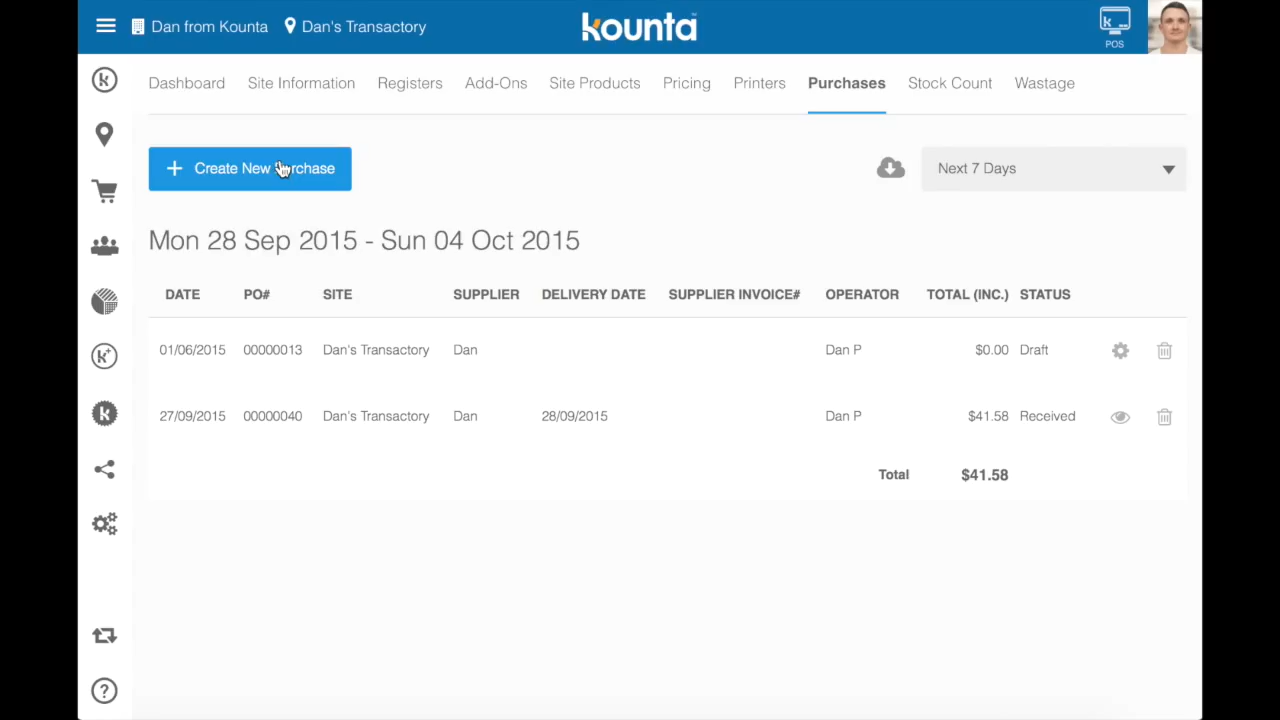 Dan from Kounta Dan's Transactory kounta POS
Dashboard Site Information Registers Add-Ons Site Products Pricing Printers Purchases Stock Count Wastage
+ Create New Purchase Next 7 Days
Mon 28 Sep 2015 - Sun 04 Oct 2015
DATE PO# SITE SUPPLIER DELIVERY DATE SUPPLIER INVOICE# OPERATOR TOTAL (INC.) STATUS
01/06/2015 00000013 Dan's Transactory Dan Dan P $0.00 Draft
27/09/2015 00000040 Dan's Transactory Dan 28/09/2015 Dan P $41.58 Received
Total $41.58